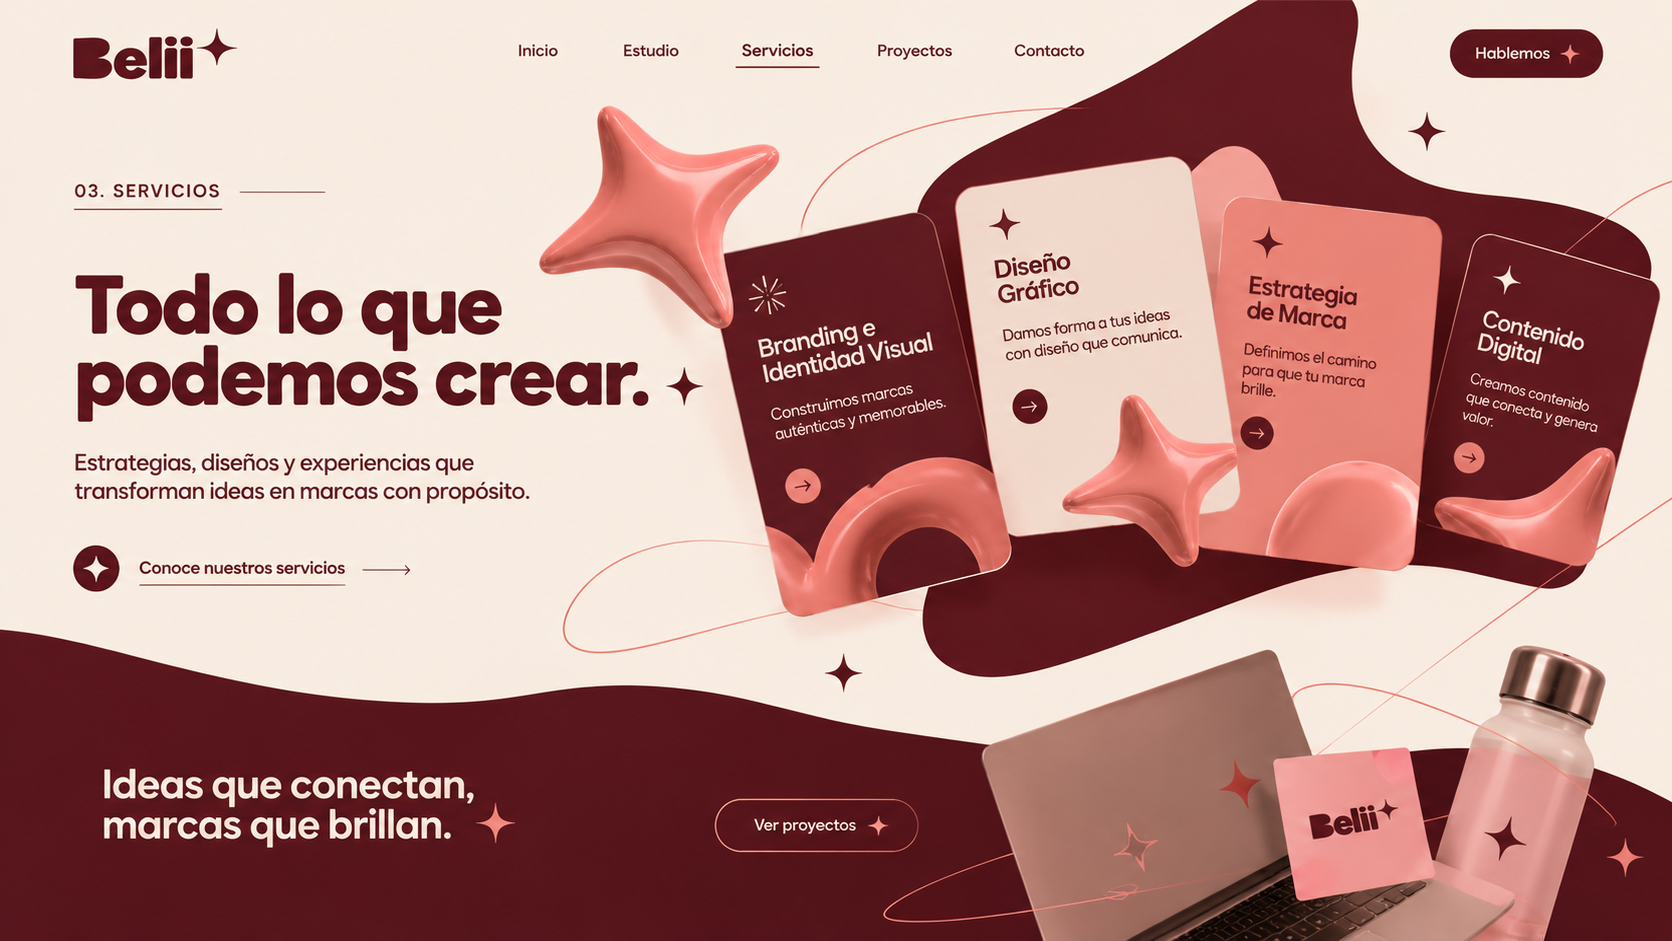 Belii
Inicio
Estudio
Servicios
Proyectos
Contacto
Hablemos
03. SERVICIOS
Todo lo que
podemos crear.
Estrategias, diseños y experiencias que
transforman ideas en marcas con propósito.
Conoce nuestros servicios
Branding e
Identidad Visual
Construimos marcas
auténticas y memorables.
Diseño
Gráfico
Damos forma a tus ideas
con diseño que comunica.
Estrategia
de Marca
Definimos el camino
para que tu marca
brille.
Contenido
Digital
Creamos contenido
que conecta y genera
valor.
Ideas que conectan,
marcas que brillan.
Ver proyectos
Belii